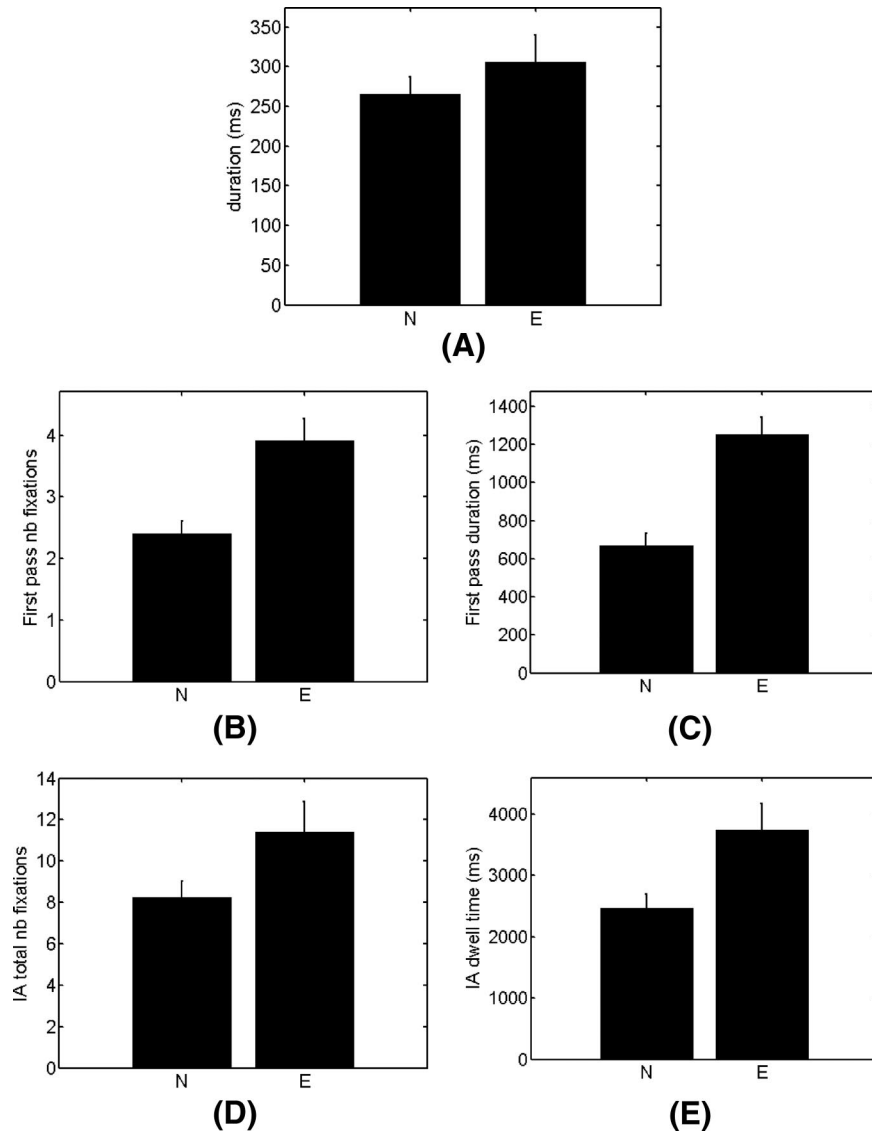 duration (ms)
350
300
250
200
150
100
50
0
N E
(A)
First pass nb fixations
4
3
2
1
0
N E
(B)
First pass duration (ms)
1400
1200
1000
800
600
400
200
0
N E
(C)
IA total nb fixations
14
12
10
8
6
4
2
0
N E
(D)
IA dwell time (ms)
4000
3000
2000
1000
0
N E
(E)